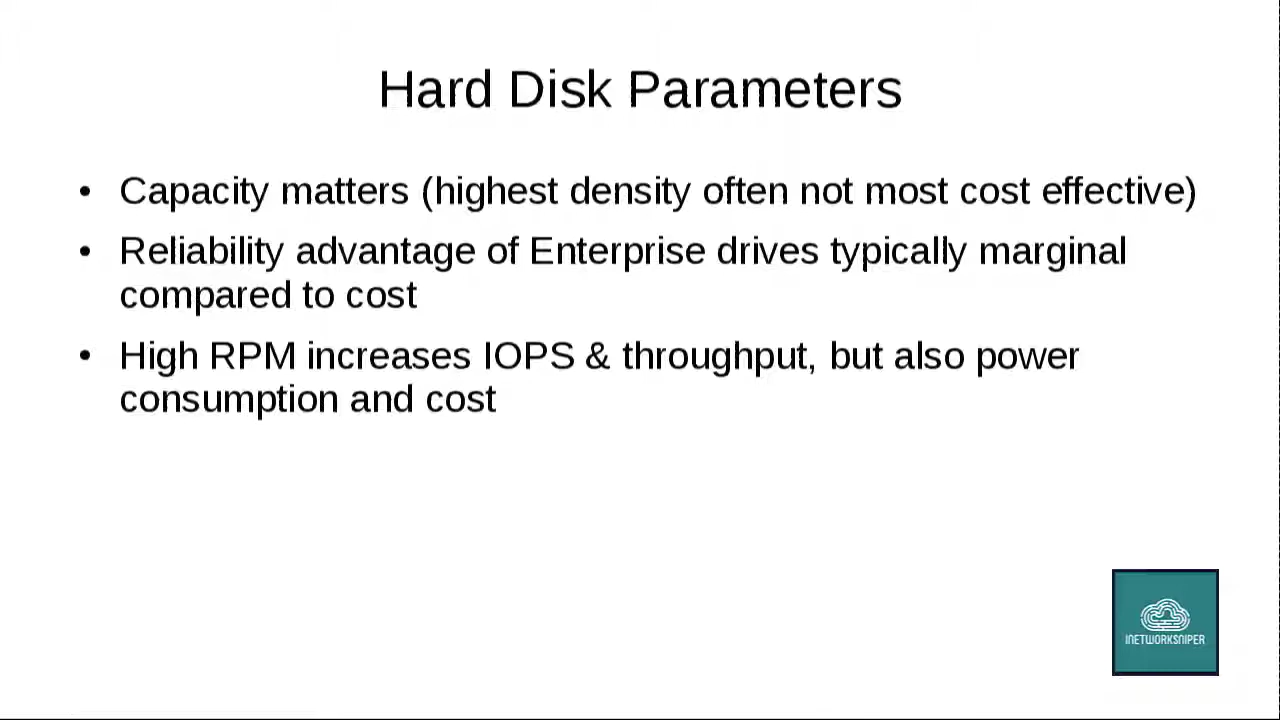 Hard Disk Parameters
• Capacity matters (highest density often not most cost effective)
• Reliability advantage of Enterprise drives typically marginal
compared to cost
• High RPM increases IOPS & throughput, but also power
consumption and cost
INETWORKSNIPER